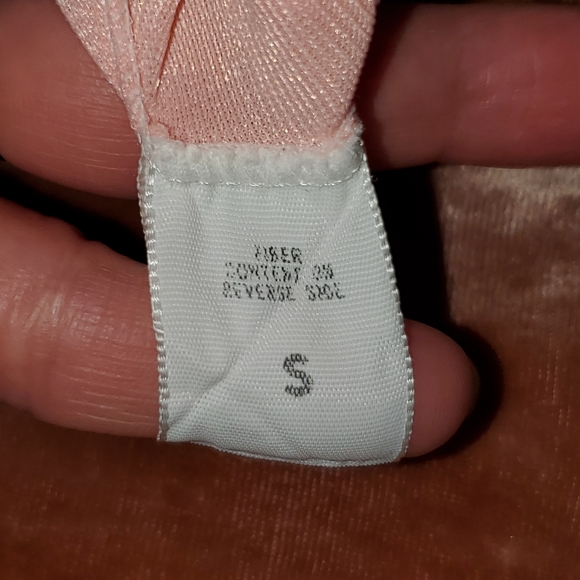 FIBER
CONTENT ON
REVERSE SIDE
S